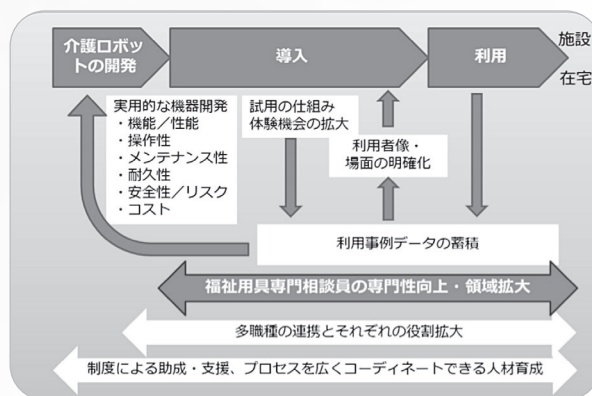 介護ロボッ
トの開発
導入
利用
施設
在宅
実用的な機器開発
・機能／性能
・操作性
・メンテナンス性
・耐久性
・安全性／リスク
・コスト
試用の仕組み
体験機会の拡大
利用者像・
場面の明確化
利用事例データの蓄積
福祉用具専門相談員の専門性向上・領域拡大
多職種の連携とそれぞれの役割拡大
制度による助成・支援、プロセスを広くコーディネートできる人材育成